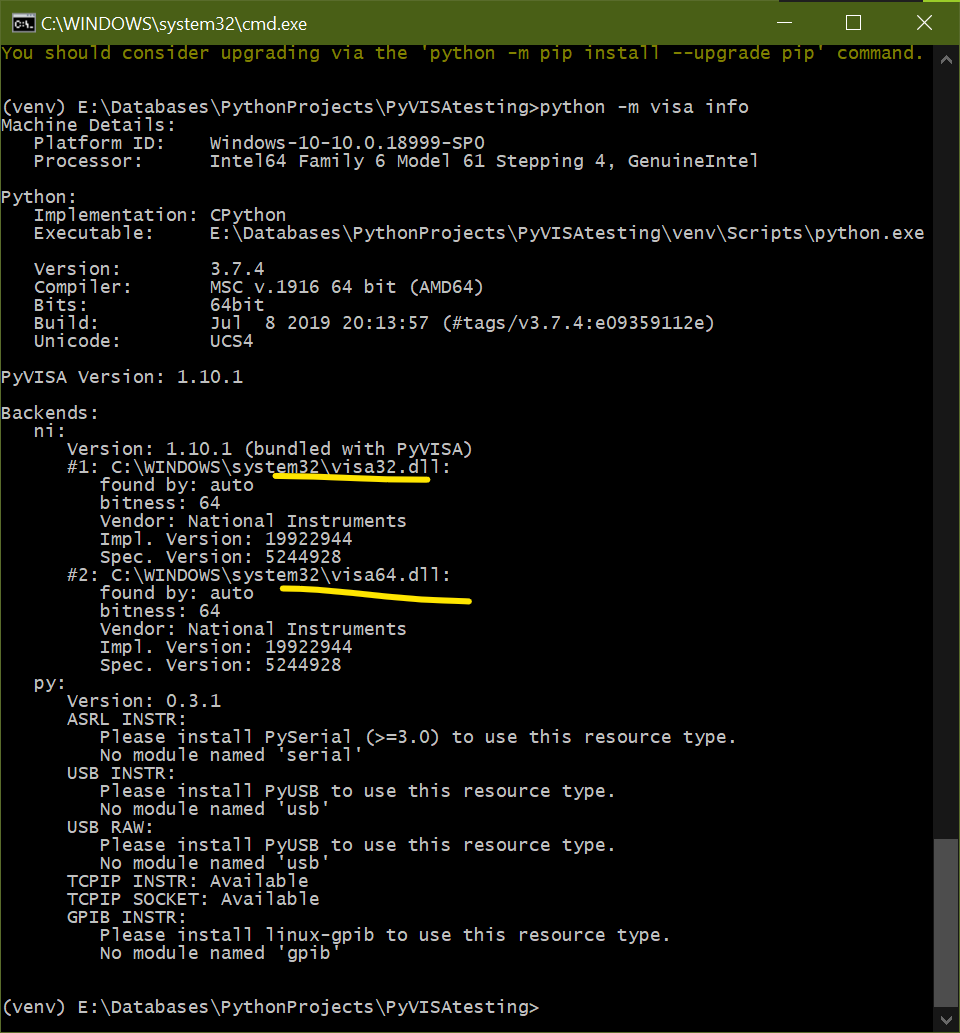 C:\WINDOWS\system32\cmd.exe
You should consider upgrading via the 'python -m pip install --upgrade pip' command.
(venv) E:\Databases\PythonProjects\PyVISAtesting>python -m visa info
Machine Details:
Platform ID: Windows-10-10.0.18999-SP0
Processor: Intel64 Family 6 Model 61 Stepping 4, GenuineIntel
Python:
Implementation: CPython
Executable: E:\Databases\PythonProjects\PyVISAtesting\venv\Scripts\python.exe
Version: 3.7.4
Compiler: MSC v.1916 64 bit (AMD64)
Bits: 64bit
Build: Jul  8 2019 20:13:57 (#tags/v3.7.4:e09359112e)
Unicode: UCS4
PyVISA Version: 1.10.1
Backends:
ni:
Version: 1.10.1 (bundled with PyVISA)
#1: C:\WINDOWS\system32\visa32.dll:
found by: auto
bitness: 64
Vendor: National Instruments
Impl. Version: 19922944
Spec. Version: 5244928
#2: C:\WINDOWS\system32\visa64.dll:
found by: auto
bitness: 64
Vendor: National Instruments
Impl. Version: 19922944
Spec. Version: 5244928
py:
Version: 0.3.1
ASRL INSTR:
Please install PySerial (>=3.0) to use this resource type.
No module named 'serial'
USB INSTR:
Please install PyUSB to use this resource type.
No module named 'usb'
USB RAW:
Please install PyUSB to use this resource type.
No module named 'usb'
TCPIP INSTR: Available
TCPIP SOCKET: Available
GPIB INSTR:
Please install linux-gpib to use this resource type.
No module named 'gpib'
(venv) E:\Databases\PythonProjects\PyVISAtesting>